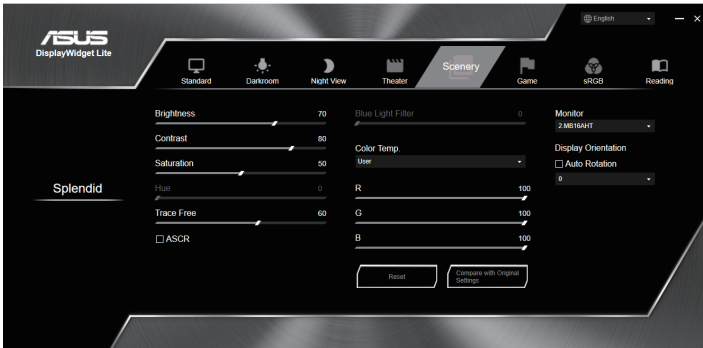 English
ASUS
DisplayWidget Lite
Standard
Darkroom
Night View
Theater
Scenery
Game
sRGB
Reading
Splendid
Brightness 70
Contrast 80
Saturation 50
Hue 0
Trace Free 60
ASCR
Blue Light Filter 0
Color Temp.
User
R 100
G 100
B 100
Reset
Compare with Original
Settings
Monitor
2.MB16AHT
Display Orientation
Auto Rotation
0